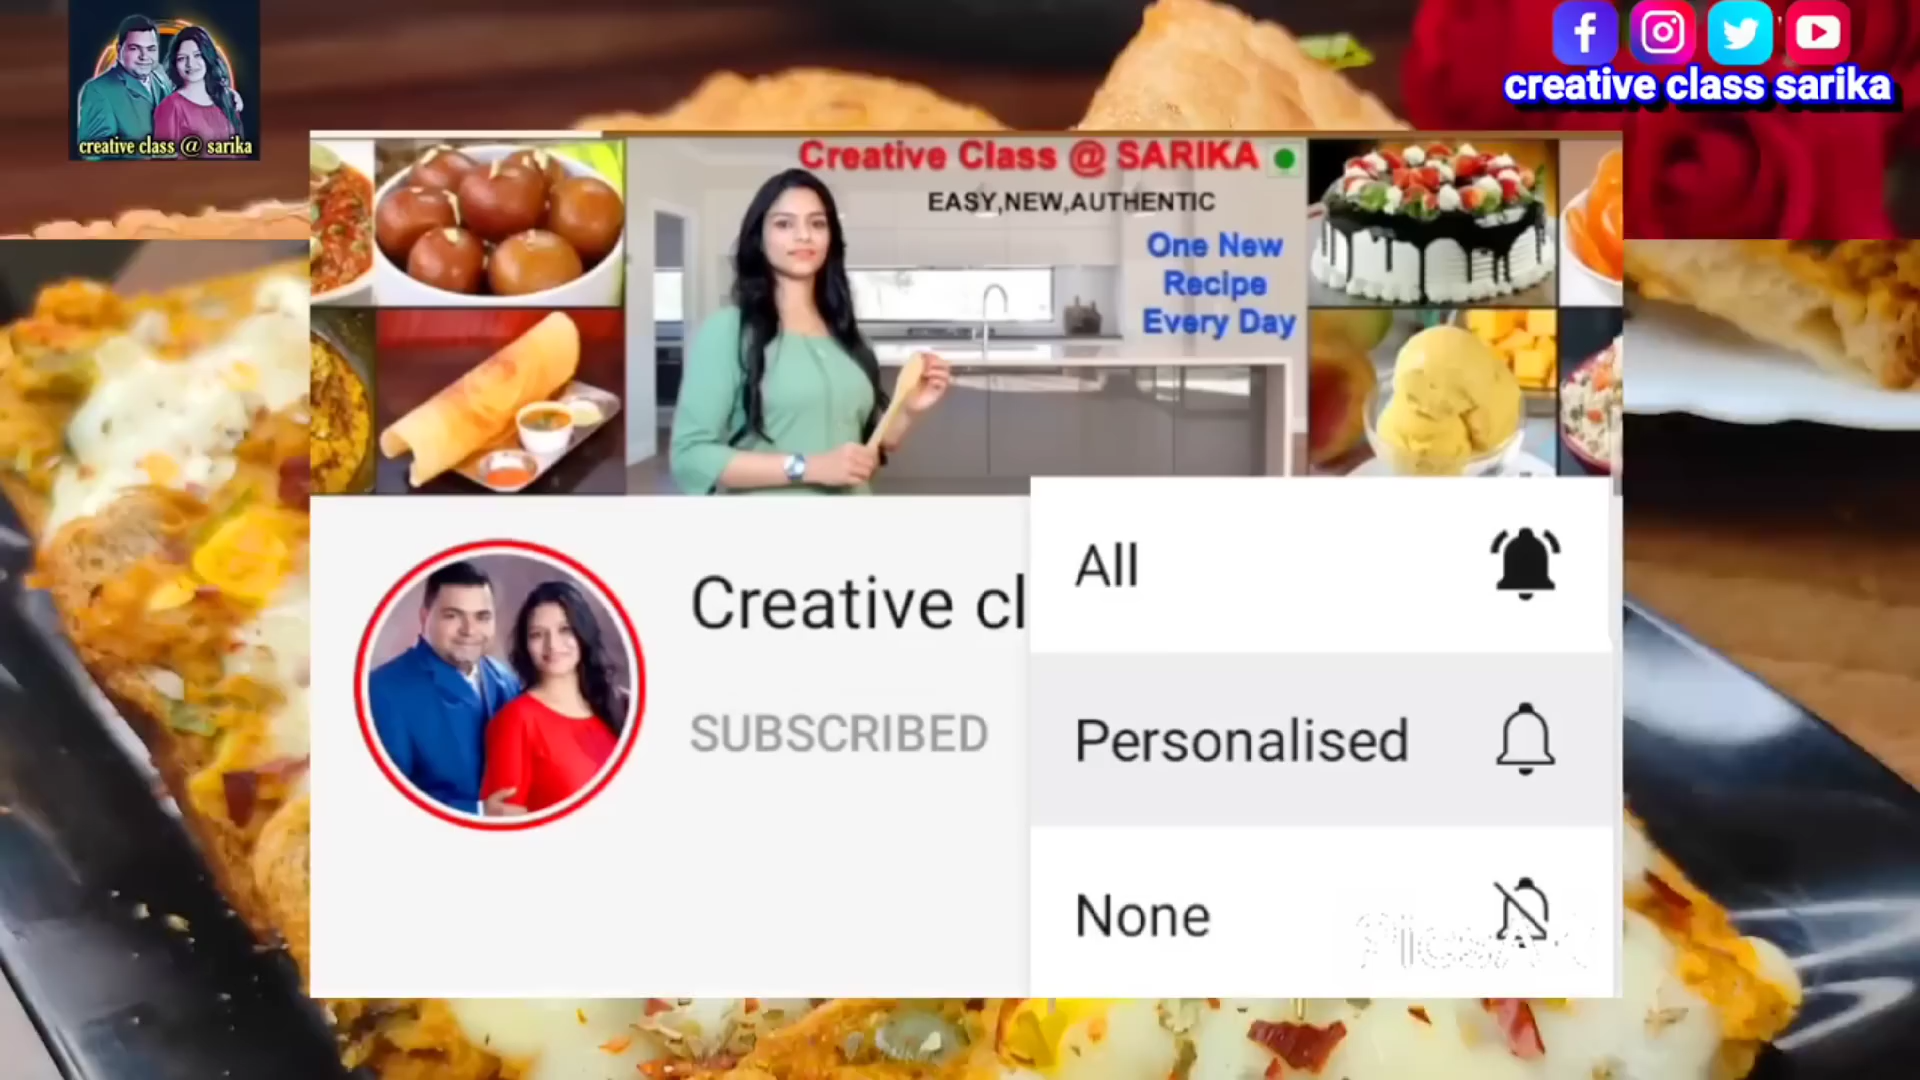 creative class @ sarika
creative class sarika
Creative Class @ SARIKA
EASY,NEW,AUTHENTIC
One New
Recipe
Every Day
Creative cl
SUBSCRIBED
All
Personalised
None
PicsArt